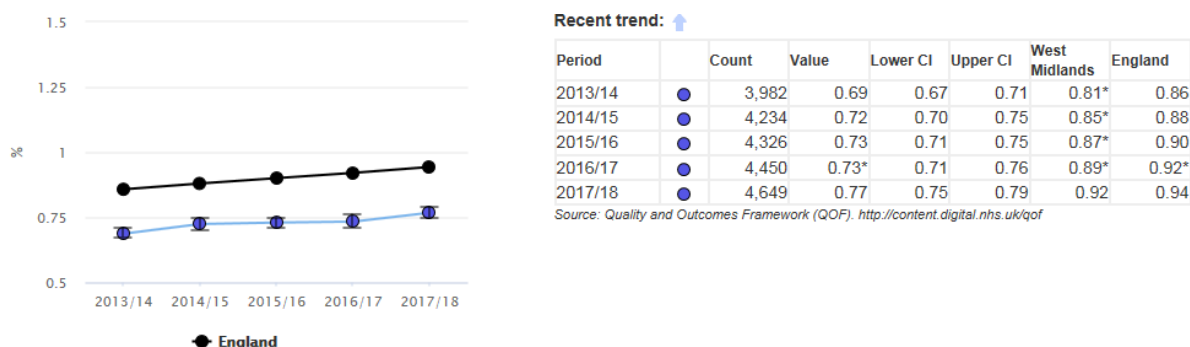 1.5
1.25
1
%
0.75
0.5
2013/14 2014/15 2015/16 2016/17 2017/18
England
Recent trend:
Period Count Value Lower CI Upper CI West Midlands England
2013/14 3,982 0.69 0.67 0.71 0.81* 0.86
2014/15 4,234 0.72 0.70 0.75 0.85* 0.88
2015/16 4,326 0.73 0.71 0.75 0.87* 0.90
2016/17 4,450 0.73* 0.71 0.76 0.89* 0.92*
2017/18 4,649 0.77 0.75 0.79 0.92 0.94
Source: Quality and Outcomes Framework (QOF). http://content.digital.nhs.uk/qof